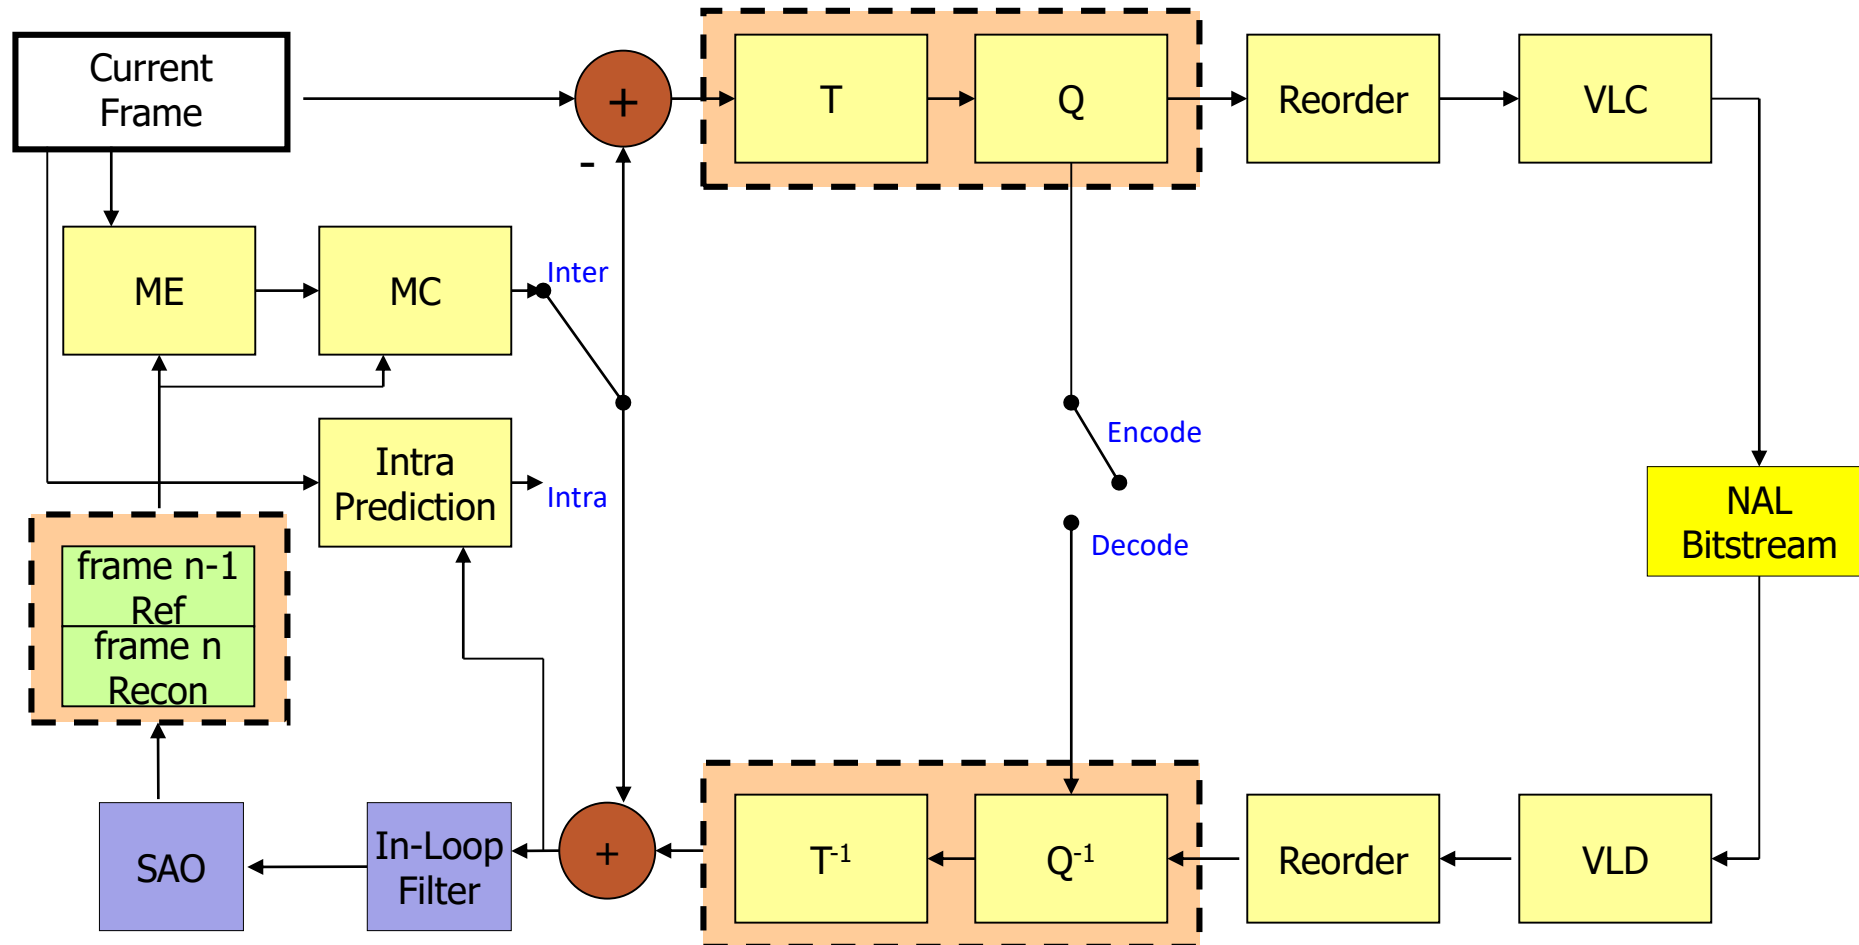 Current
Frame
+
-
T
Q
Reorder
VLC
ME
MC
Inter
Intra
Prediction
Intra
Encode
Decode
NAL
Bitstream
frame n-1
Ref
frame n
Recon
SAO
In-Loop
Filter
+
T-1
Q-1
Reorder
VLD